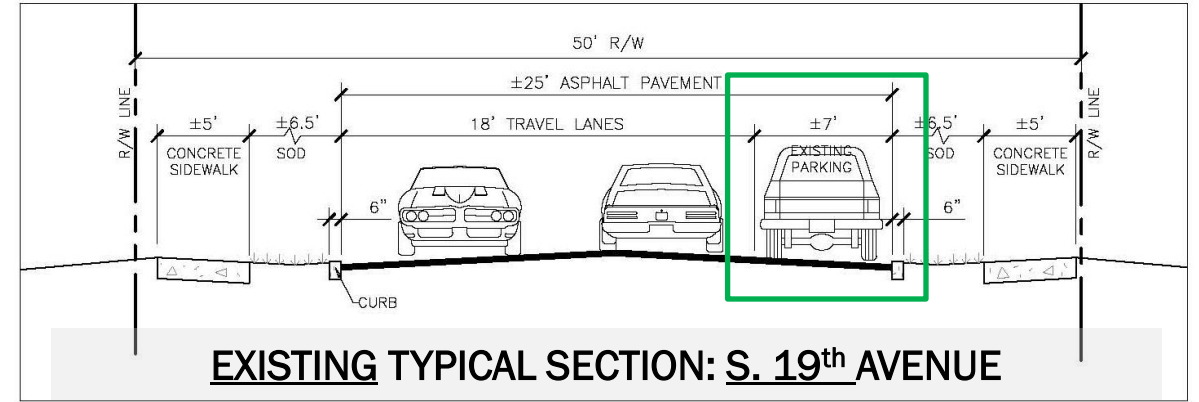 50' R/W
±25' ASPHALT PAVEMENT
R/W LINE
±5'
±6.5'
18' TRAVEL LANES
±7'
±6.5'
±5'
R/W LINE
CONCRETE
SIDEWALK
SOD
EXISTING
PARKING
SOD
CONCRETE
SIDEWALK
6"
6"
CURB
EXISTING TYPICAL SECTION: S. 19th AVENUE